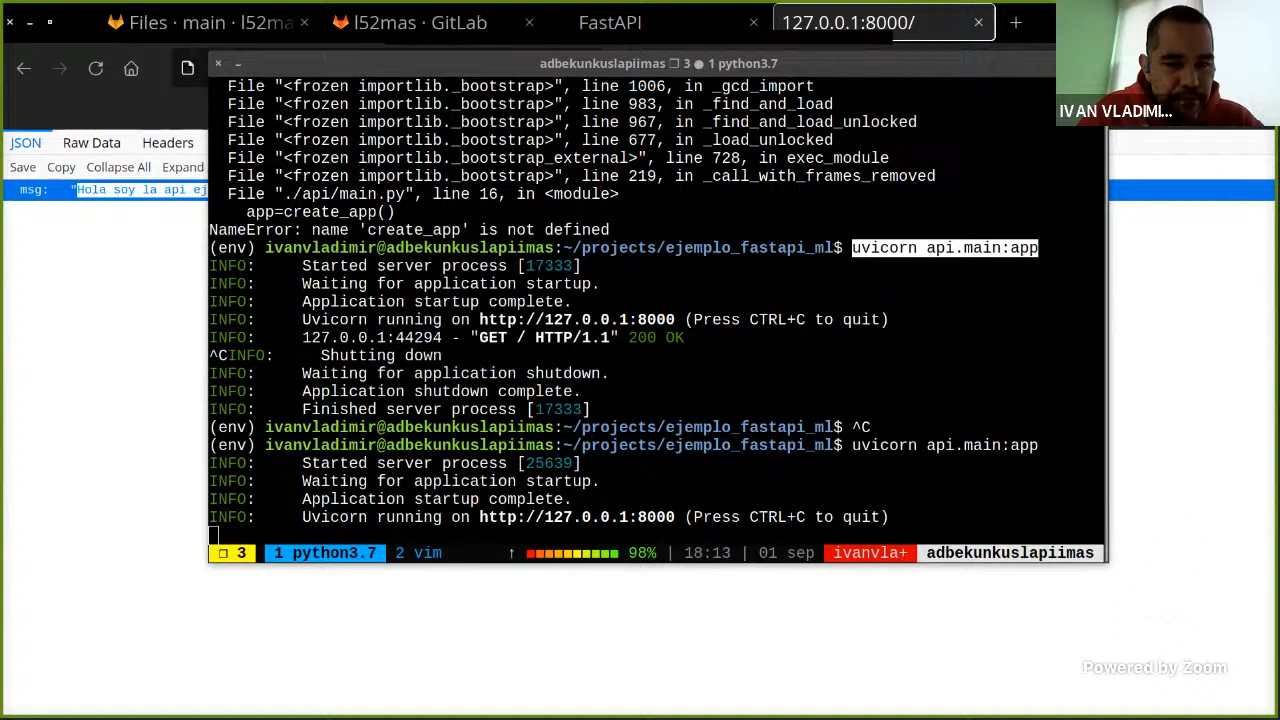 Files · main · l52ma
l52mas · GitLab
FastAPI
127.0.0.1:8000/
adbekunkuslapiimas ❐ 3 ● 1 python3.7
File "<frozen importlib._bootstrap>", line 1006, in _gcd_import
File "<frozen importlib._bootstrap>", line 983, in _find_and_load
File "<frozen importlib._bootstrap>", line 967, in _find_and_load_unlocked
File "<frozen importlib._bootstrap>", line 677, in _load_unlocked
File "<frozen importlib._bootstrap_external>", line 728, in exec_module
File "<frozen importlib._bootstrap>", line 219, in _call_with_frames_removed
File "./api/main.py", line 16, in <module>
app=create_app()
NameError: name 'create_app' is not defined
(env) ivanvladimir@adbekunkuslapiimas:~/projects/ejemplo_fastapi_ml$ uvicorn api.main:app
INFO: Started server process [17333]
INFO: Waiting for application startup.
INFO: Application startup complete.
INFO: Uvicorn running on http://127.0.0.1:8000 (Press CTRL+C to quit)
INFO: 127.0.0.1:44294 - "GET / HTTP/1.1" 200 OK
^CINFO: Shutting down
INFO: Waiting for application shutdown.
INFO: Application shutdown complete.
INFO: Finished server process [17333]
(env) ivanvladimir@adbekunkuslapiimas:~/projects/ejemplo_fastapi_ml$ ^C
(env) ivanvladimir@adbekunkuslapiimas:~/projects/ejemplo_fastapi_ml$ uvicorn api.main:app
INFO: Started server process [25639]
INFO: Waiting for application startup.
INFO: Application startup complete.
INFO: Uvicorn running on http://127.0.0.1:8000 (Press CTRL+C to quit)
❐ 3 1 python3.7 2 vim ↑ 98% | 18:13 | 01 sep ivanvla+ adbekunkuslapiimas
JSON Raw Data Headers
Save Copy Collapse All Expand
msg: "Hola soy la api ej
IVAN VLADIMI...
Powered by Zoom